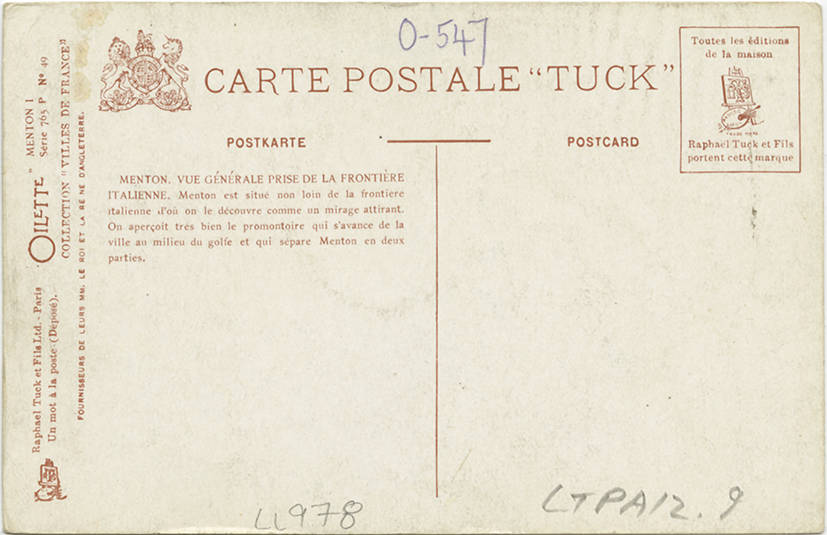 O-547
CARTE POSTALE "TUCK"
Toutes les éditions
de la maison
TRADE MARK
Raphael Tuck et Fils
portent cette marque
POSTKARTE
POSTCARD
MENTON. VUE GÉNÉRALE PRISE DE LA FRONTIÈRE
ITALIENNE. Menton est situé non loin de la frontiere
italienne d'où on le découvre comme un mirage attirant.
On aperçoit très bien le promontoire qui s'avance de la
ville au milieu du golfe et qui sépare Menton en deux
parties.
Raphael Tuck et Fils Ltd. - Paris
Un mot à la poste (Déposé).
"OILETTE" MENTON I
Série 765 P Nº 49
COLLECTION "VILLES DE FRANCE"
FOURNISSEURS DE LEURS MM. LE ROI ET LA REINE D'ANGLETERRE.
LL978
LTPA12.9